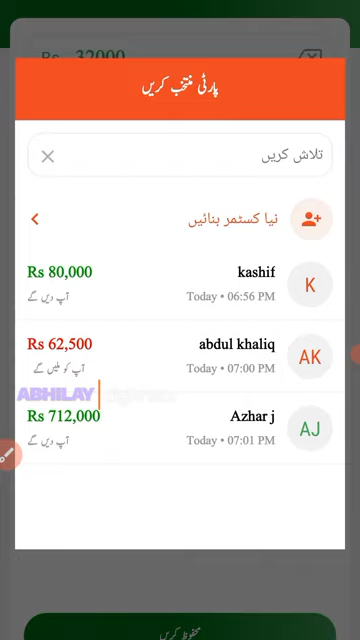 Rs 32000
پارٹی منتخب کریں
تلاش کریں
نیا کسٹمر بنائیں
Rs 80,000 kashif K
آپ دیں گے Today • 06:56 PM
Rs 62,500 abdul khaliq AK
آپ کو ملیں گے Today • 07:00 PM
ABHILAY
Rs 712,000 Azhar j AJ
آپ دیں گے Today • 07:01 PM
محفوظ کریں